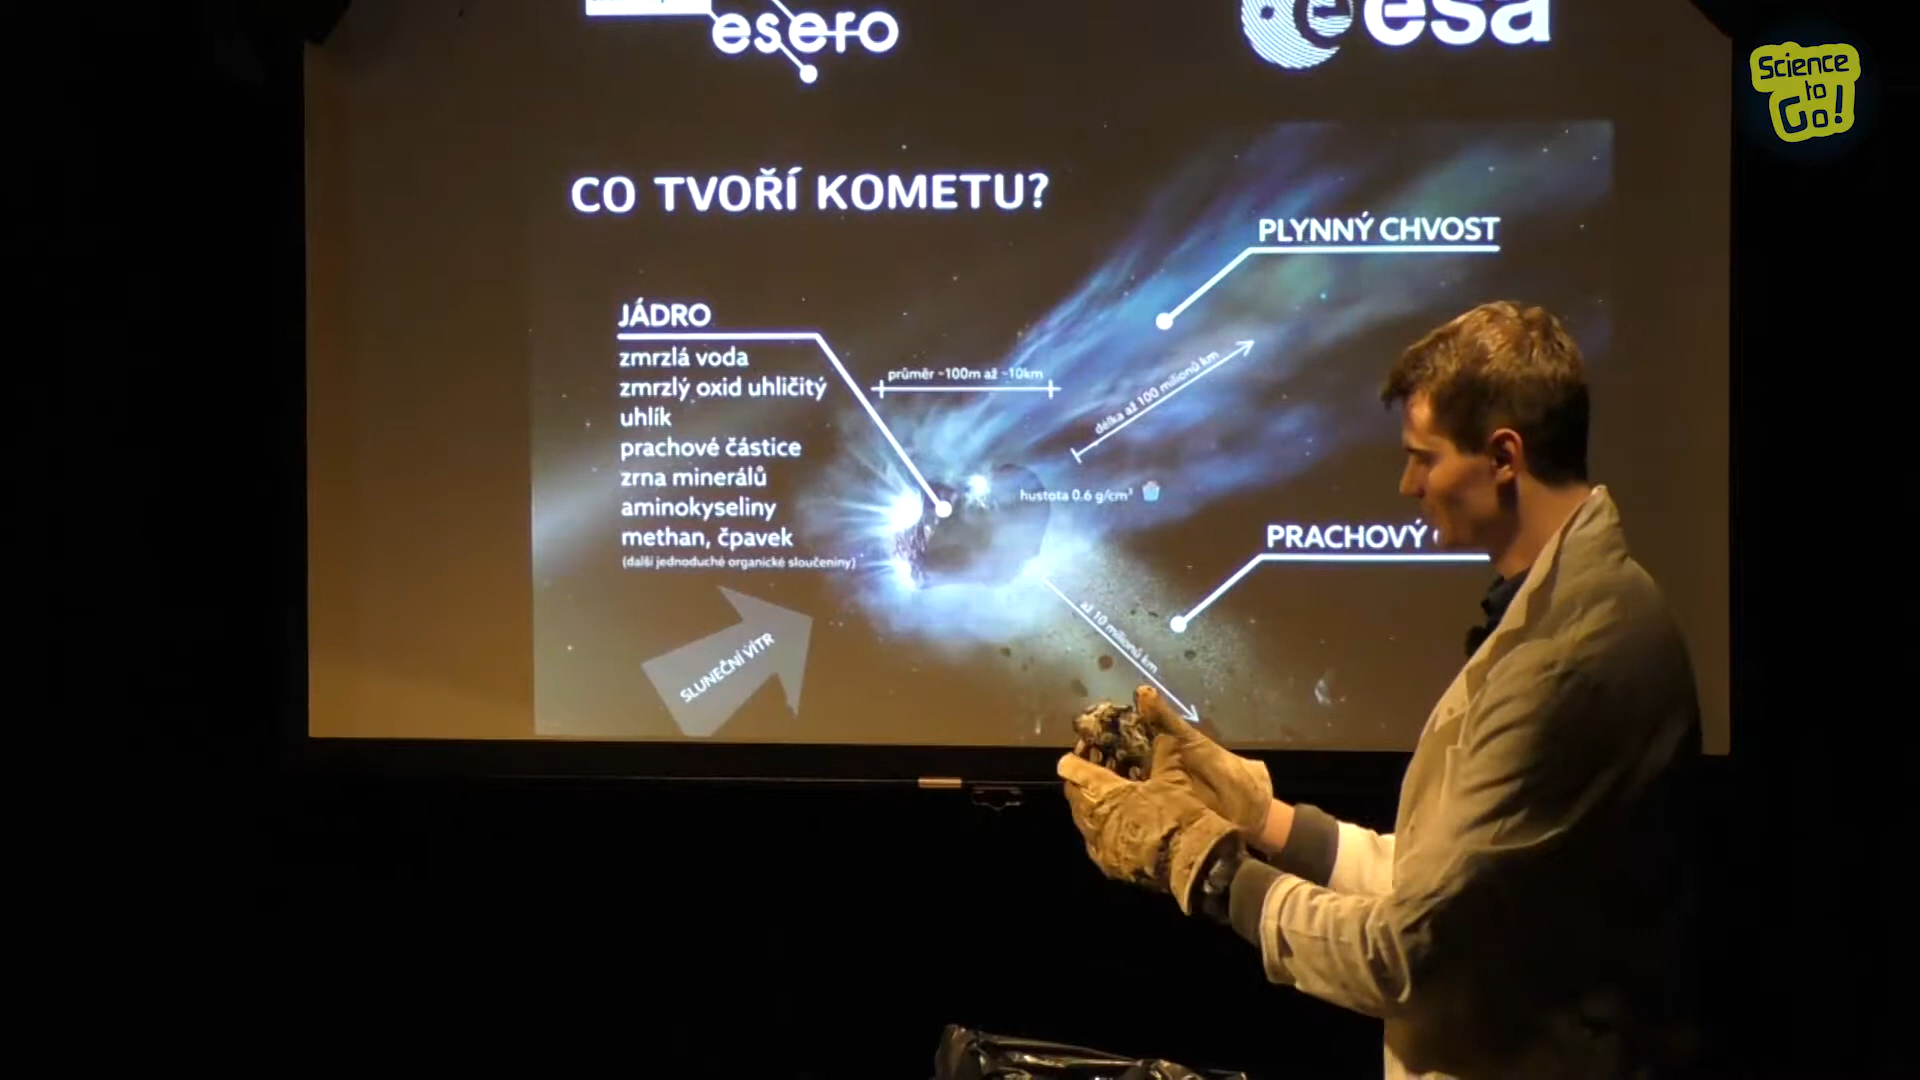 esero
esa
Science
to
Go!
CO TVOŘÍ KOMETU?
PLYNNÝ CHVOST
JÁDRO
zmrzlá voda
zmrzlý oxid uhličitý
uhlík
prachové částice
zrna minerálů
aminokyseliny
methan, čpavek
(další jednoduché organické sloučeniny)
průměr ~100m až ~10km
délka až 100 milionů km
hustota 0.6 g/cm³
PRACHOVÝ
až 10 milionů km
SLUNEČNÍ VÍTR